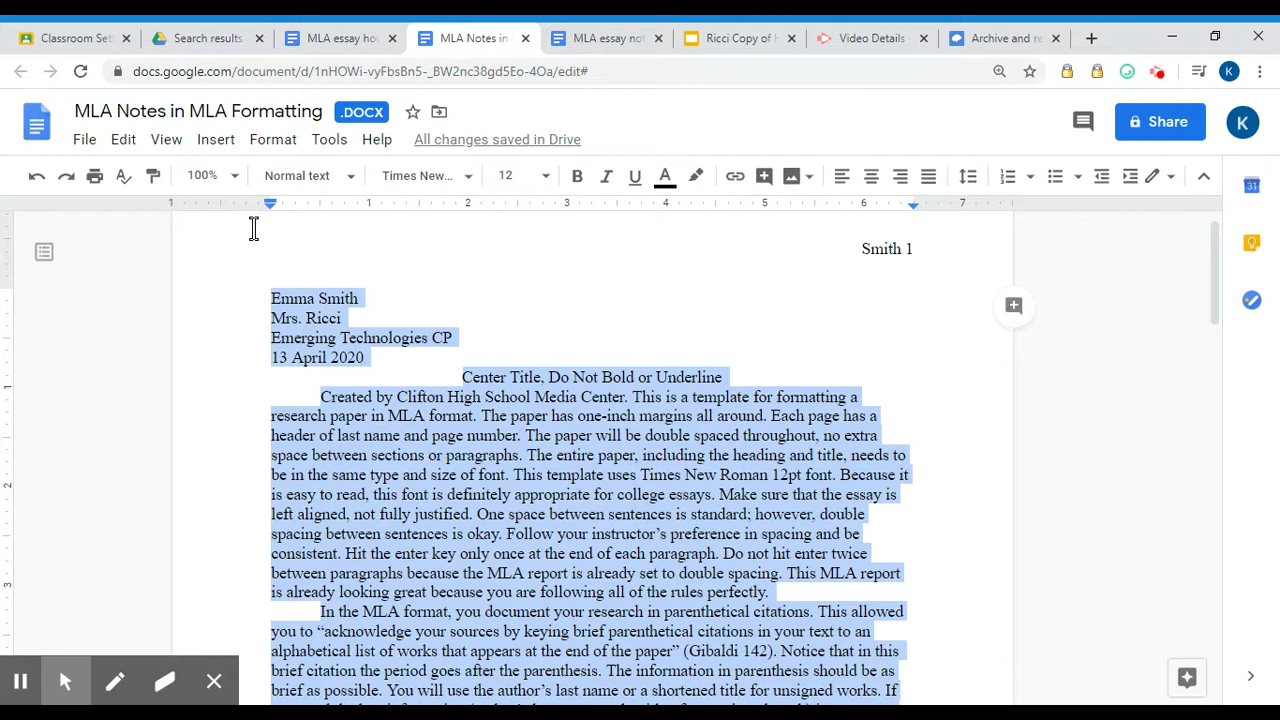 Classroom Set
Search results
MLA essay ho
MLA Notes in
MLA essay not
Ricci Copy of
Video Details
Archive and re
docs.google.com/document/d/1nHOWi-vyFbsBn5-_BW2nc38gd5Eo-4Oa/edit#
K
MLA Notes in MLA Formatting .DOCX
File Edit View Insert Format Tools Help All changes saved in Drive
Share
K
100% Normal text Times New... 12 B I U A
1 1 2 3 4 5 6 7
31
Smith 1
Emma Smith
Mrs. Ricci
Emerging Technologies CP
13 April 2020
Center Title, Do Not Bold or Underline
Created by Clifton High School Media Center. This is a template for formatting a
research paper in MLA format. The paper has one-inch margins all around. Each page has a
header of last name and page number. The paper will be double spaced throughout, no extra
space between sections or paragraphs. The entire paper, including the heading and title, needs to
be in the same type and size of font. This template uses Times New Roman 12pt font. Because it
is easy to read, this font is definitely appropriate for college essays. Make sure that the essay is
left aligned, not fully justified. One space between sentences is standard; however, double
spacing between sentences is okay. Follow your instructor’s preference in spacing and be
consistent. Hit the enter key only once at the end of each paragraph. Do not hit enter twice
between paragraphs because the MLA report is already set to double spacing. This MLA report
is already looking great because you are following all of the rules perfectly.
In the MLA format, you document your research in parenthetical citations. This allowed
you to “acknowledge your sources by keying brief parenthetical citations in your text to an
alphabetical list of works that appears at the end of the paper” (Gibaldi 142). Notice that in this
brief citation the period goes after the parenthesis. The information in parenthesis should be as
brief as possible. You will use the author’s last name or a shortened title for unsigned works. If
1
2
3